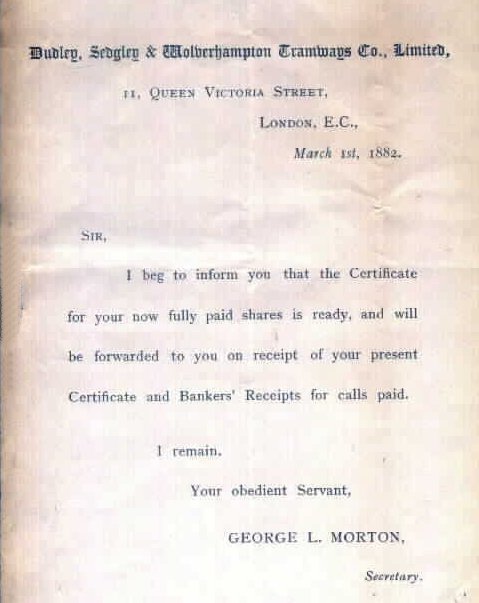 Dudley, Sedgley & Wolverhampton Tramways Co., Limited,
11, Queen Victoria Street,
London, E.C.,
March 1st, 1882.
Sir,
I beg to inform you that the Certificate
for your now fully paid shares is ready, and will
be forwarded to you on receipt of your present
Certificate and Bankers' Receipts for calls paid.
I remain,
Your obedient Servant,
GEORGE L. MORTON,
Secretary.